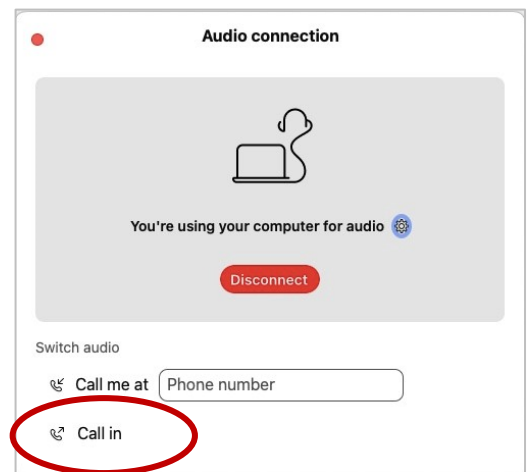 Audio connection
You're using your computer for audio
Disconnect
Switch audio
Call me at Phone number
Call in